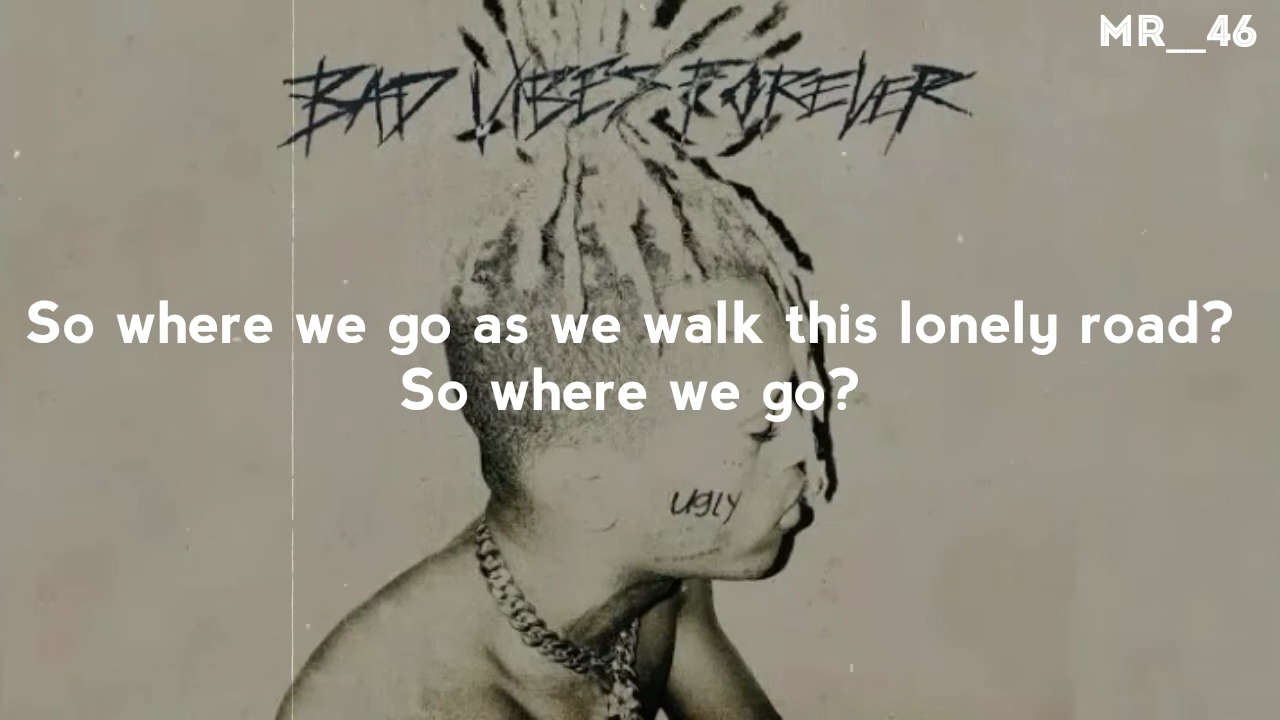 MR__46
BAD VIBES FOREVER
So where we go as we walk this lonely road?
So where we go?
UgLY